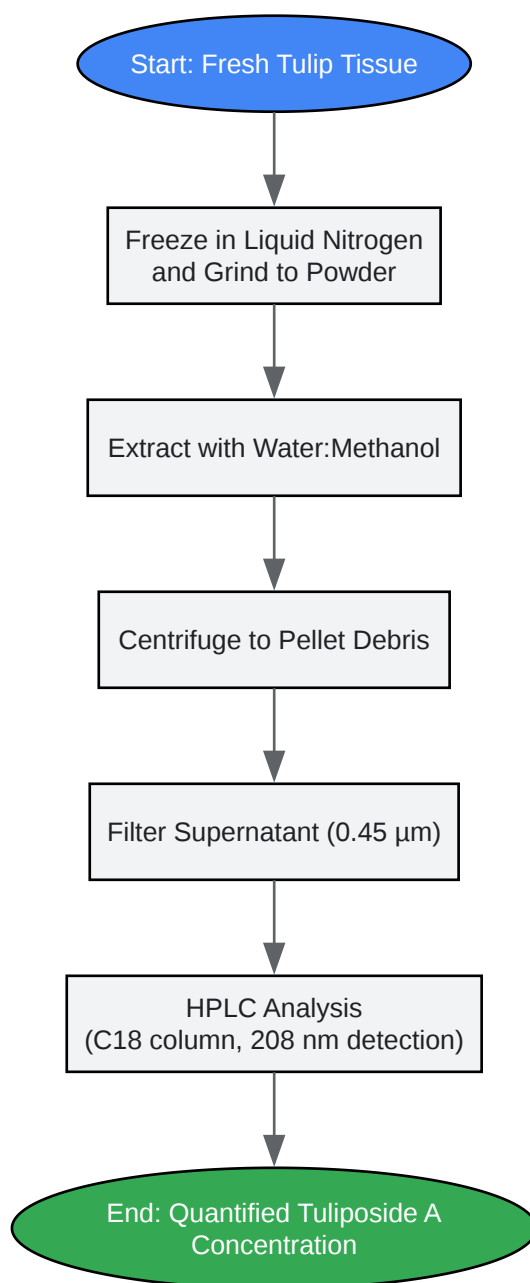 Start: Fresh Tulip Tissue
Freeze in Liquid Nitrogen
and Grind to Powder
Extract with Water:Methanol
Centrifuge to Pellet Debris
Filter Supernatant (0.45 µm)
HPLC Analysis
(C18 column, 208 nm detection)
End: Quantified Tuliposide A
Concentration